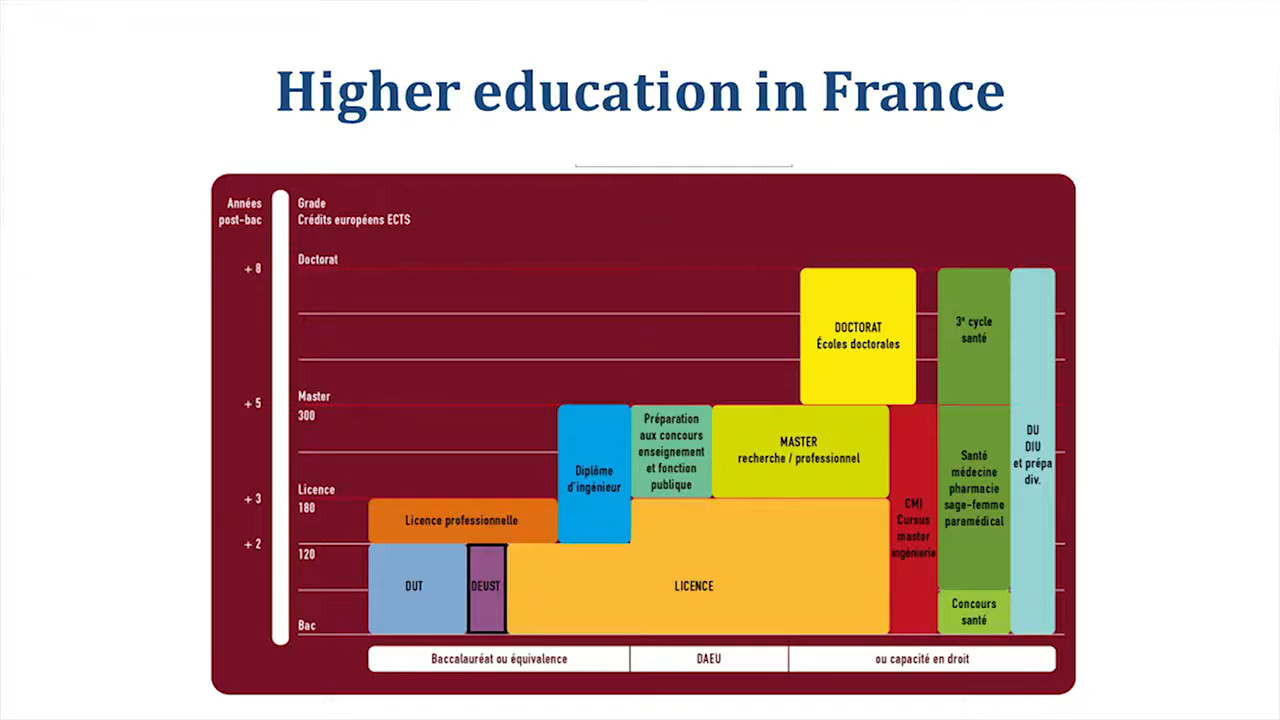 Higher education in France
Années
post-bac
Grade
Crédits européens ECTS
+ 8
Doctorat
DOCTORAT
Écoles doctorales
3e cycle
santé
+ 5
Master
300
Diplôme
d'ingénieur
Préparation
aux concours
enseignement
et fonction
publique
MASTER
recherche / professionnel
CMI
Cursus
master
ingénierie
Santé
médecine
pharmacie
sage-femme
paramédical
DU
DIU
et prépa
div.
+ 3
Licence
180
Licence professionnelle
+ 2
120
DUT
DEUST
LICENCE
Concours
santé
Bac
Baccalauréat ou équivalence
DAEU
ou capacité en droit